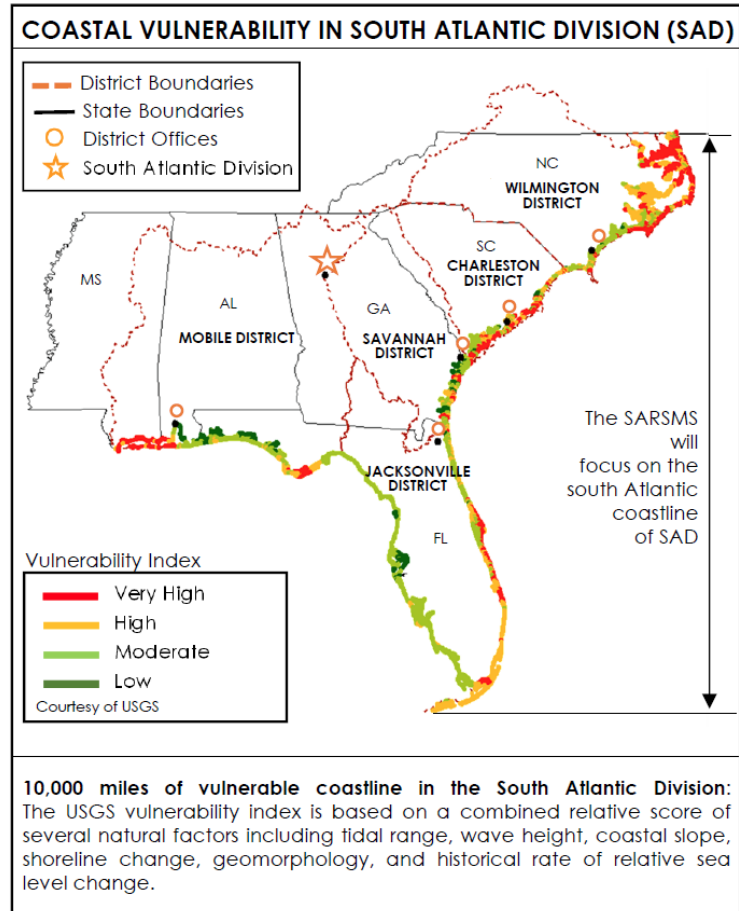 COASTAL VULNERABILITY IN SOUTH ATLANTIC DIVISION (SAD)
District Boundaries
State Boundaries
District Offices
South Atlantic Division
NC
WILMINGTON
DISTRICT
SC
CHARLESTON
DISTRICT
MS
AL
MOBILE DISTRICT
GA
SAVANNAH
DISTRICT
JACKSONVILLE
DISTRICT
FL
The SARSMS
will
focus on the
south Atlantic
coastline
of SAD
Vulnerability Index
Very High
High
Moderate
Low
Courtesy of USGS
10,000 miles of vulnerable coastline in the South Atlantic Division:
The USGS vulnerability index is based on a combined relative score of
several natural factors including tidal range, wave height, coastal slope,
shoreline change, geomorphology, and historical rate of relative sea
level change.